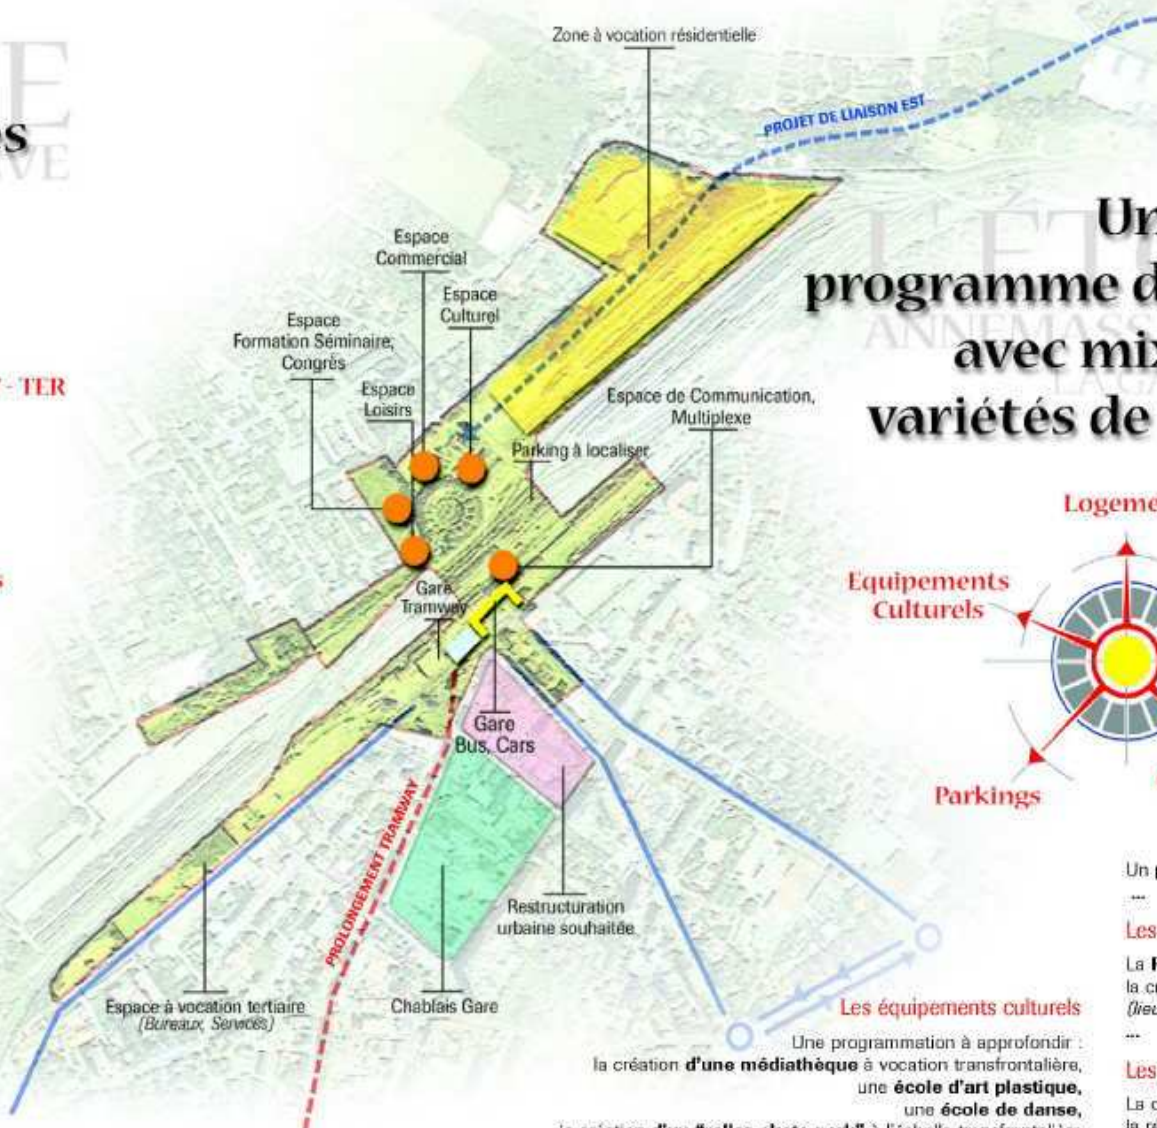 Zone à vocation résidentielle
PROJET DE LIAISON EST
Espace
Commercial
Espace
Culturel
Espace
Formation Séminaire,
Congrès
Espace
Loisirs
Espace de Communication,
Multiplexe
Parking à localiser
Gare
Tramway
Gare
Bus, Cars
PROLONGEMENT TRAMWAY
Restructuration
urbaine souhaitée
Chablais Gare
Espace à vocation tertiaire
(Bureaux, Services)
- TER
Un
programme d
avec mix
variétés de
ANNEMASS
Logeme
Equipements
Culturels
Parkings
Les équipements culturels
Une programmation à approfondir :
la création d'une médiathèque à vocation transfrontalière,
une école d'art plastique,
une école de danse,
Un p
...
Les
La
la c
(lieu
...
Les
La c